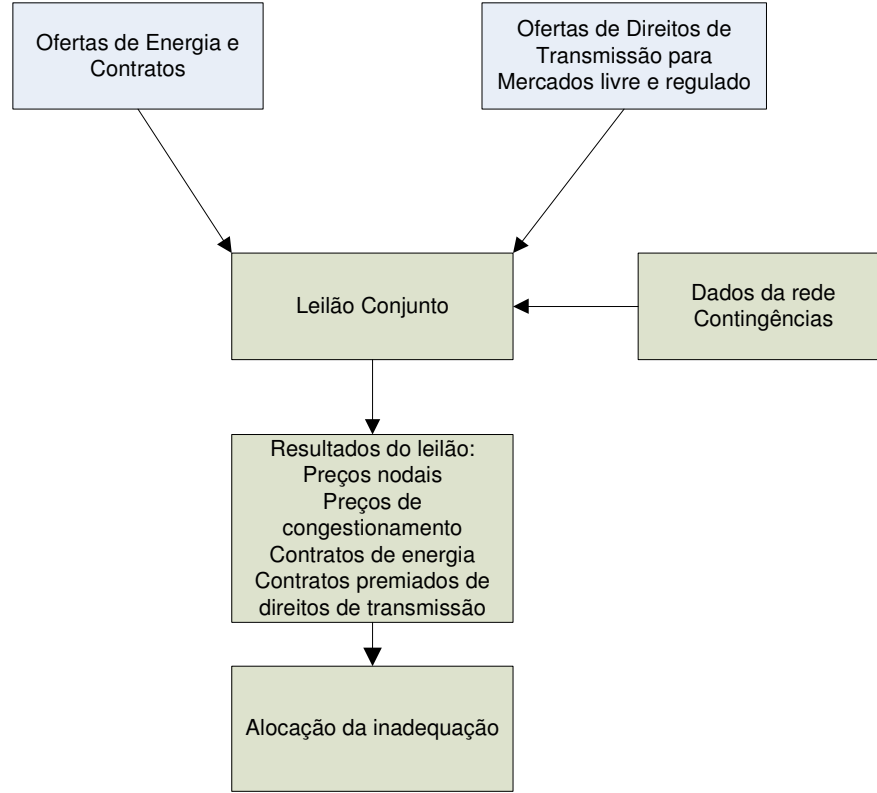 Ofertas de Energia e
Contratos
Ofertas de Direitos de
Transmissão para
Mercados livre e regulado
Leilão Conjunto
Dados da rede
Contingências
Resultados do leilão:
Preços nodais
Preços de
congestionamento
Contratos de energia
Contratos premiados de
direitos de transmissão
Alocação da inadequação